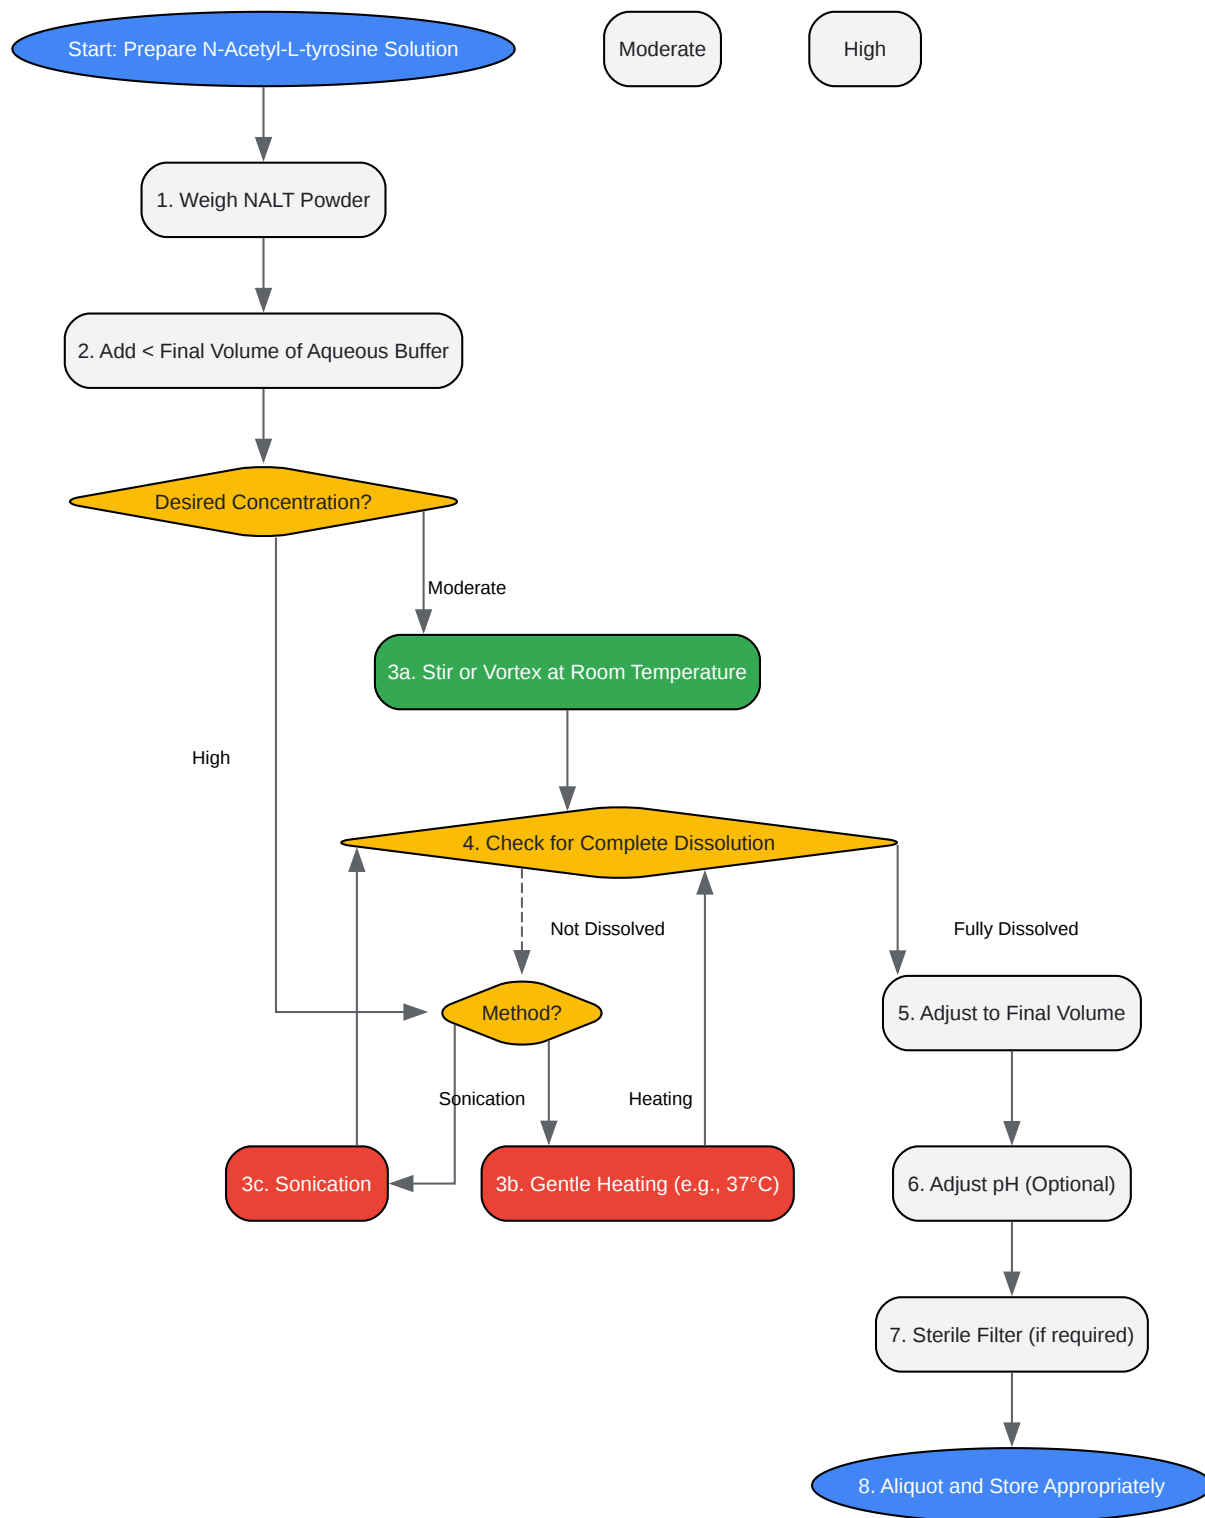 Start: Prepare N-Acetyl-L-tyrosine Solution
Moderate
High
1. Weigh NALT Powder
2. Add < Final Volume of Aqueous Buffer
Desired Concentration?
Moderate
3a. Stir or Vortex at Room Temperature
High
4. Check for Complete Dissolution
Not Dissolved
Fully Dissolved
Method?
5. Adjust to Final Volume
Sonication
Heating
3c. Sonication
3b. Gentle Heating (e.g., 37°C)
6. Adjust pH (Optional)
7. Sterile Filter (if required)
8. Aliquot and Store Appropriately